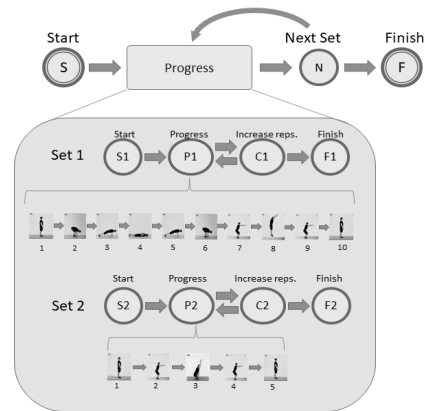 Start Next Set Finish
S Progress N F
Start Progress Increase reps. Finish
Set 1 S1 P1 C1 F1
1 2 3 4 5 6 7 8 9 10
Start Progress Increase reps. Finish
Set 2 S2 P2 C2 F2
1 2 3 4 5